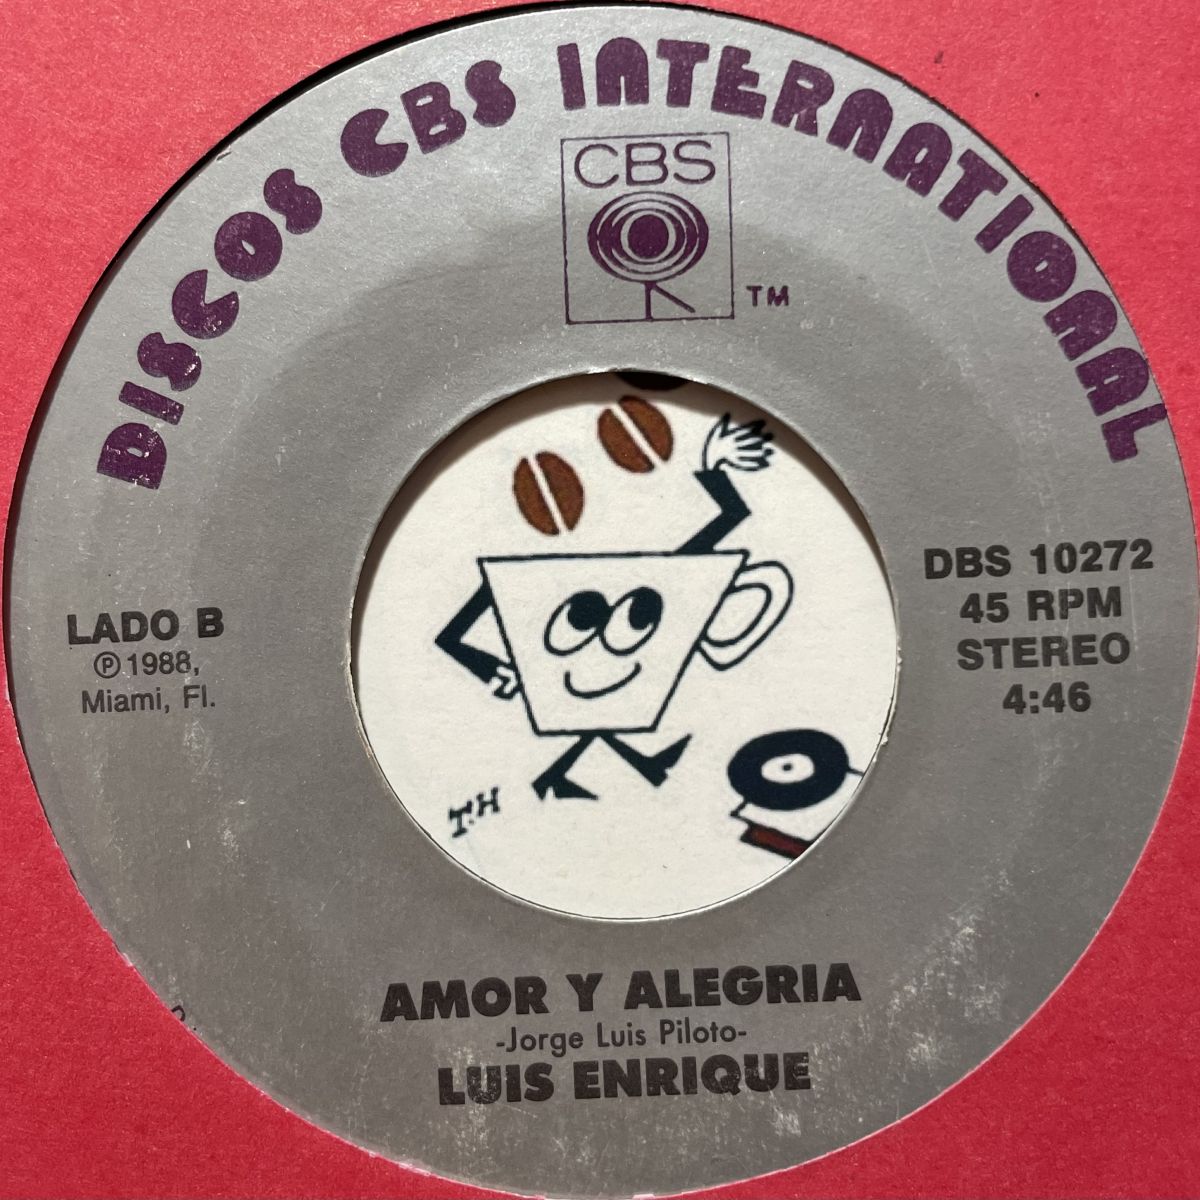 DISCOS CBS INTERNATIONAL
CBS
TM
LADO B
℗ 1988,
Miami, Fl.
DBS 10272
45 RPM
STEREO
4:46
T.H
AMOR Y ALEGRIA
-Jorge Luis Piloto-
LUIS ENRIQUE